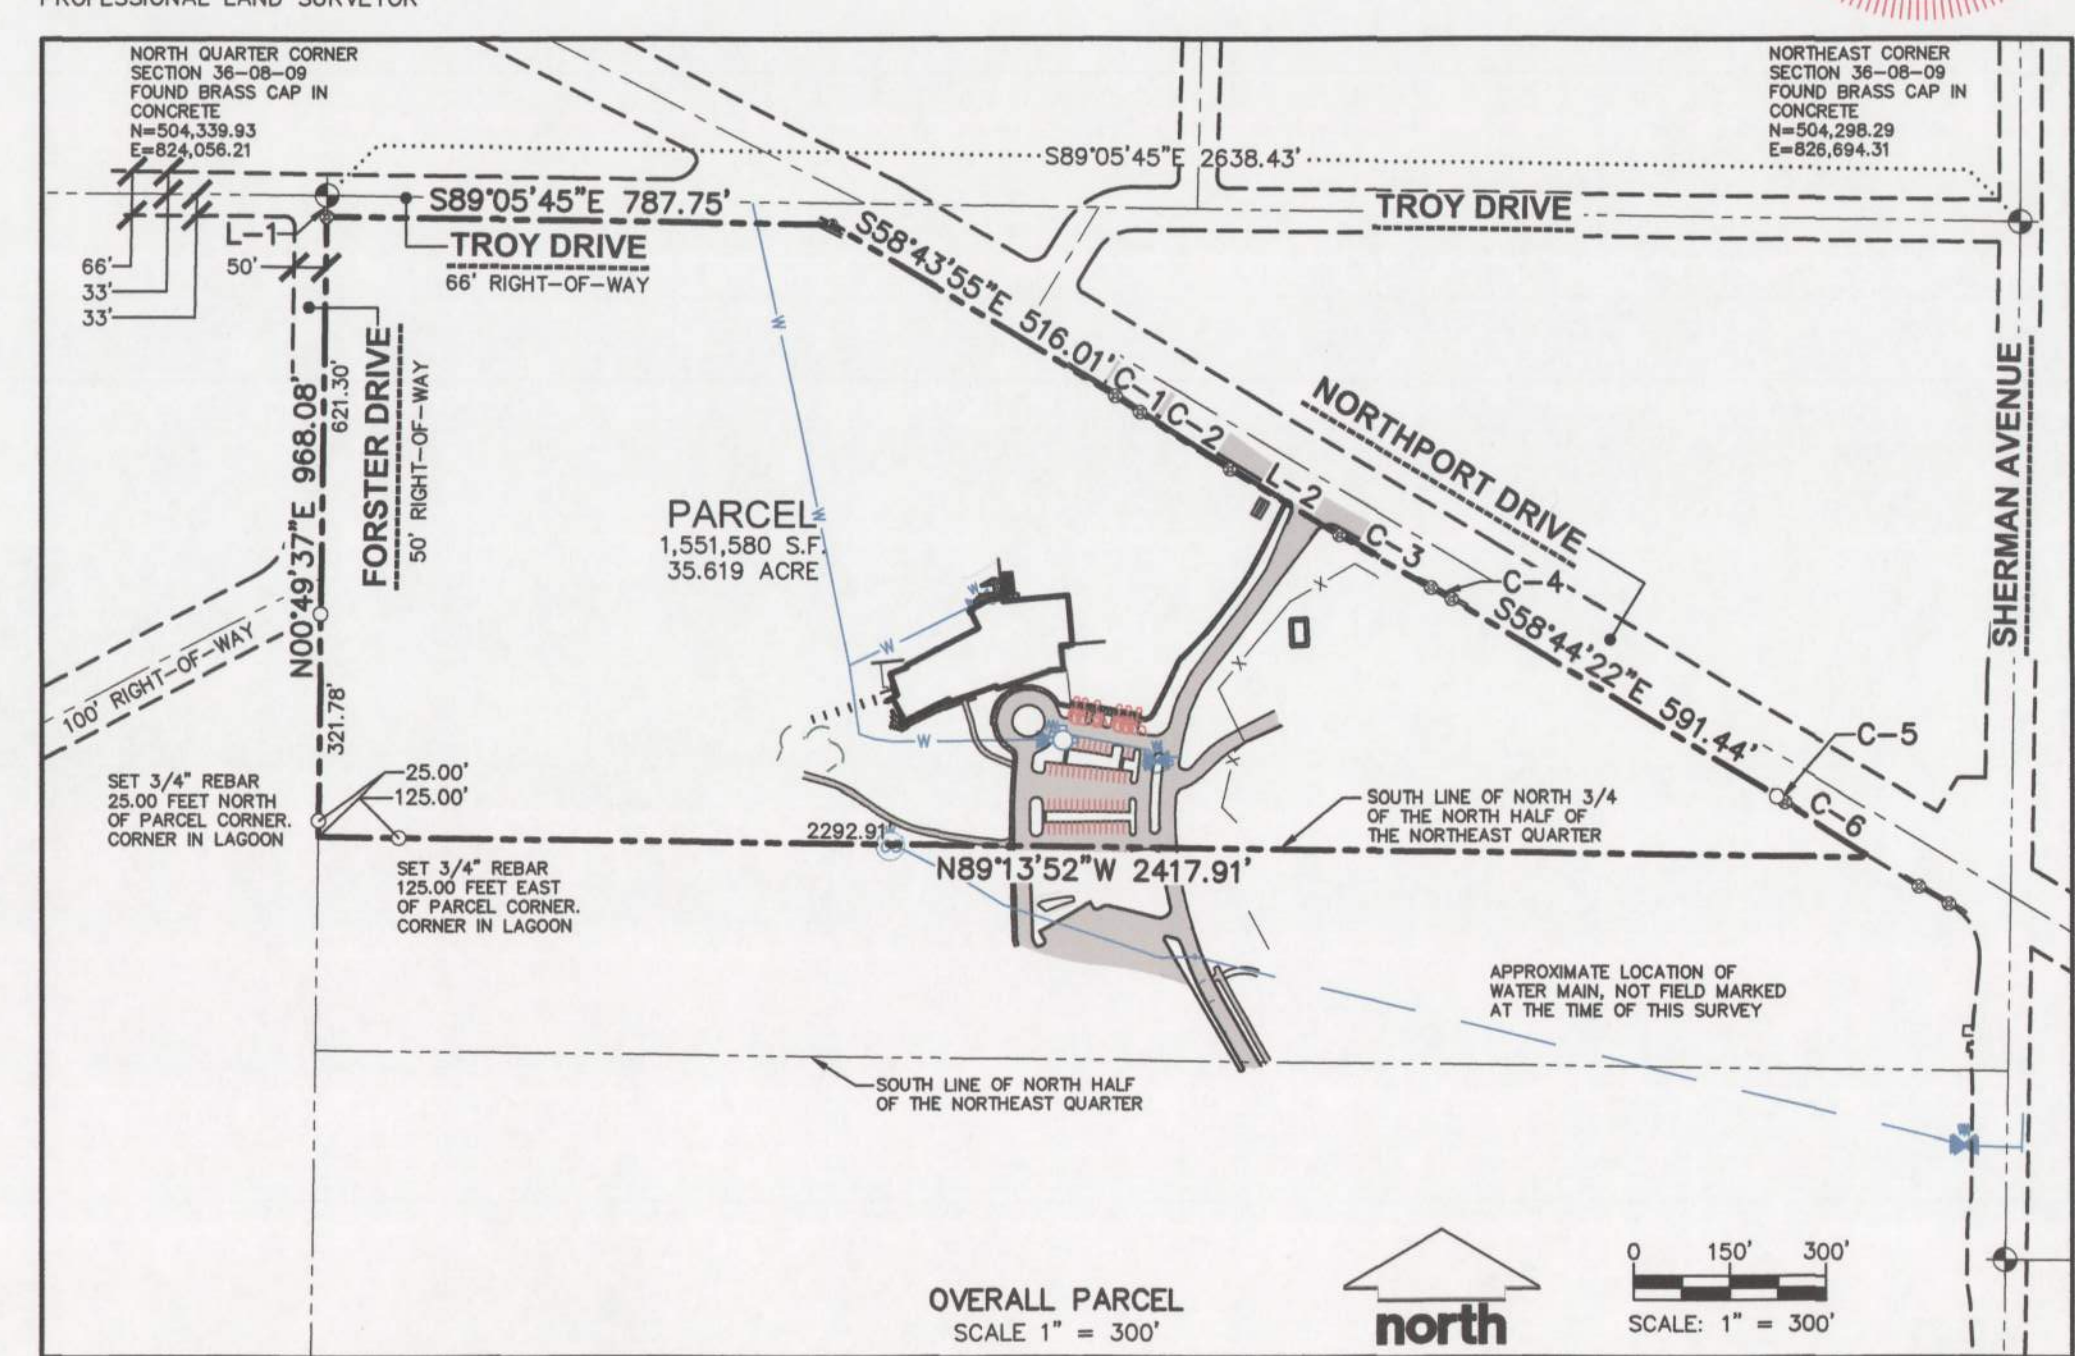 PROFESSIONAL LAND SURVEYOR
NORTH QUARTER CORNER
SECTION 36-08-09
FOUND BRASS CAP IN
CONCRETE
N=504,339.93
E=824,056.21
NORTHEAST CORNER
SECTION 36-08-09
FOUND BRASS CAP IN
CONCRETE
N=504,298.29
E=826,694.31
S89°05'45"E 2638.43'
S89°05'45"E 787.75'
TROY DRIVE
L-1
TROY DRIVE
66' RIGHT-OF-WAY
66'
50'
33'
33'
S58°43'55"E 516.01'
C-1
C-2
L-2
C-3
C-4
NORTHPORT DRIVE
SHERMAN AVENUE
FORSTER DRIVE
50' RIGHT-OF-WAY
N00°49'37"E 968.08'
621.30'
W
W
PARCEL
1,551,580 S.F.
35.619 ACRE
X
W
W
X
S58°44'22"E 591.44'
100' RIGHT-OF-WAY
321.78'
C-5
W
W
W
X
SET 3/4" REBAR
25.00 FEET NORTH
OF PARCEL CORNER.
CORNER IN LAGOON
25.00'
125.00'
SOUTH LINE OF NORTH 3/4
OF THE NORTH HALF OF
THE NORTHEAST QUARTER
C-6
2292.91'
N89°13'52"W 2417.91'
SET 3/4" REBAR
125.00 FEET EAST
OF PARCEL CORNER.
CORNER IN LAGOON
APPROXIMATE LOCATION OF
WATER MAIN, NOT FIELD MARKED
AT THE TIME OF THIS SURVEY
SOUTH LINE OF NORTH HALF
OF THE NORTHEAST QUARTER
W
OVERALL PARCEL
SCALE 1" = 300'
north
0 150' 300'
SCALE: 1" = 300'